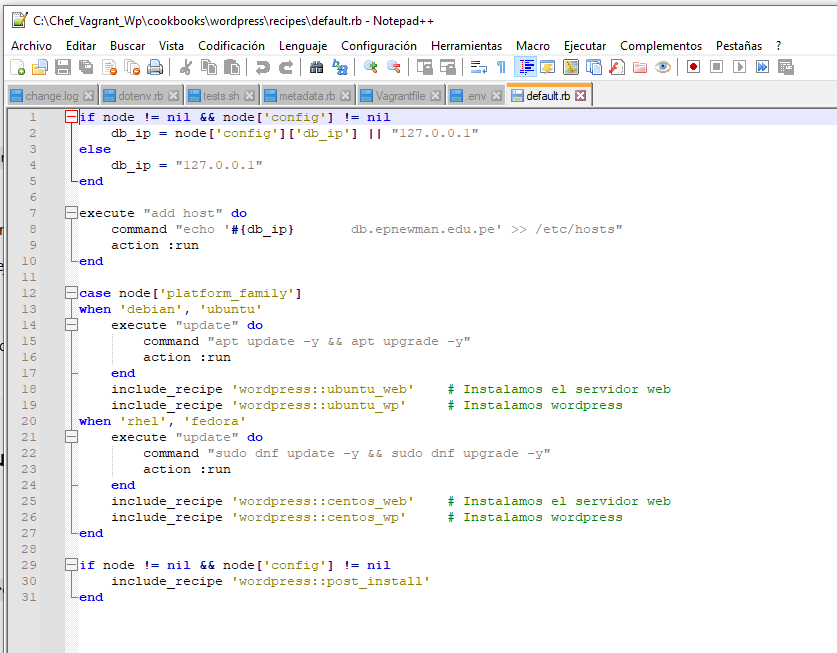 C:\Chef_Vagrant_Wp\cookbooks\wordpress\recipes\default.rb - Notepad++
Archivo Editar Buscar Vista Codificación Lenguaje Configuración Herramientas Macro Ejecutar Complementos Pestañas ?
change.log dotenv.rb tests.sh metadata.rb Vagrantfile .env default.rb
1 if node != nil && node['config'] != nil
2     db_ip = node['config']['db_ip'] || "127.0.0.1"
3 else
4     db_ip = "127.0.0.1"
5 end
6
7 execute "add host" do
8     command "echo '#{db_ip}       db.epnewman.edu.pe' >> /etc/hosts"
9     action :run
10 end
11
12 case node['platform_family']
13 when 'debian', 'ubuntu'
14     execute "update" do
15         command "apt update -y && apt upgrade -y"
16         action :run
17     end
18     include_recipe 'wordpress::ubuntu_web'    # Instalamos el servidor web
19     include_recipe 'wordpress::ubuntu_wp'     # Instalamos wordpress
20 when 'rhel', 'fedora'
21     execute "update" do
22         command "sudo dnf update -y && sudo dnf upgrade -y"
23         action :run
24     end
25     include_recipe 'wordpress::centos_web'    # Instalamos el servidor web
26     include_recipe 'wordpress::centos_wp'     # Instalamos wordpress
27 end
28
29 if node != nil && node['config'] != nil
30     include_recipe 'wordpress::post_install'
31 end